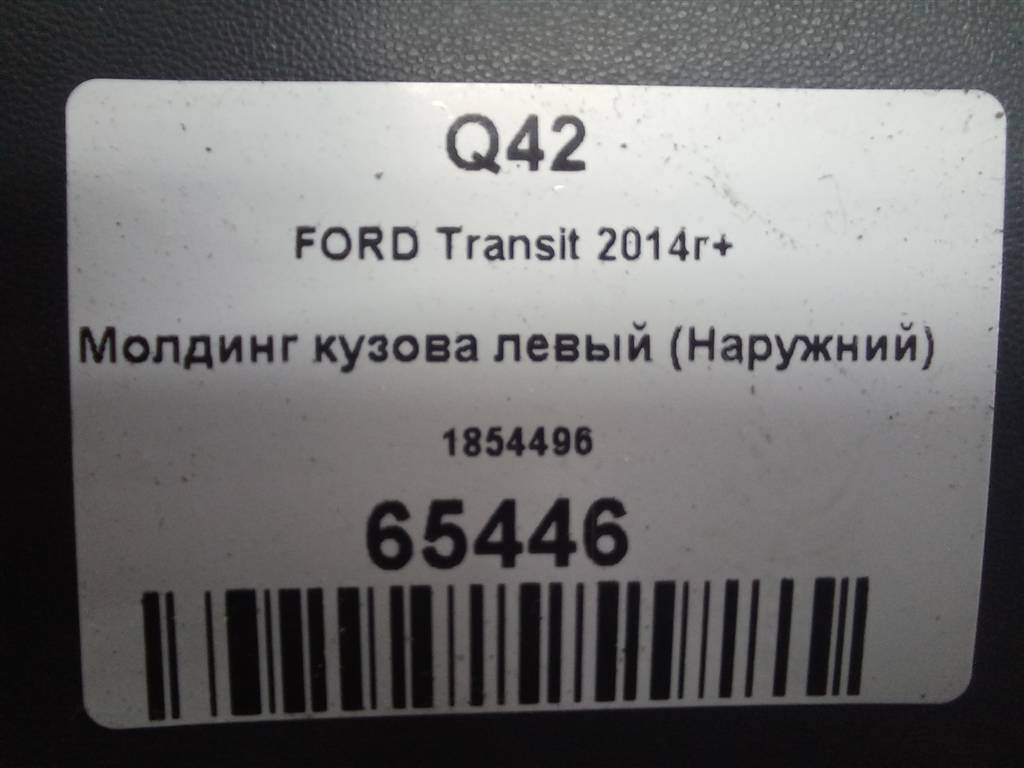 Q42
FORD Transit 2014г+
Молдинг кузова левый (Наружний)
1854496
65446